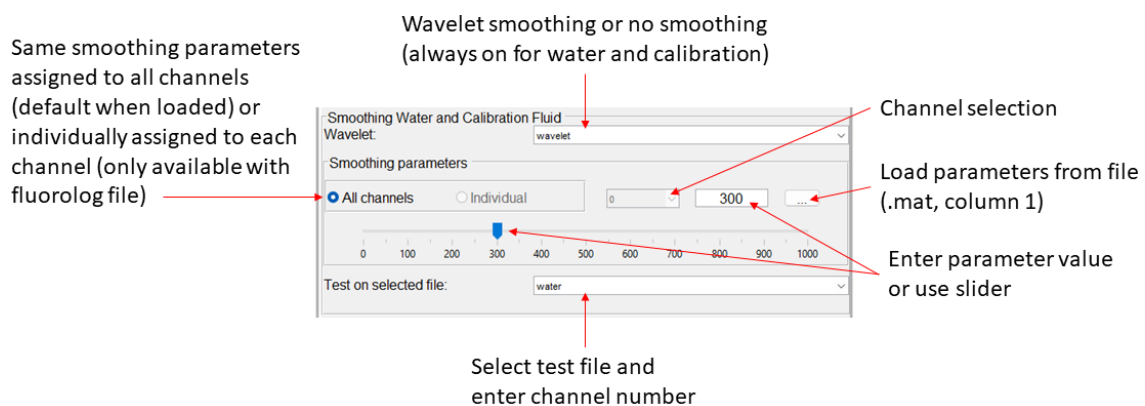 Wavelet smoothing or no smoothing
(always on for water and calibration)
Same smoothing parameters
assigned to all channels
(default when loaded) or
individually assigned to each
channel (only available with
fluorolog file)
Smoothing Water and Calibration Fluid
Wavelet:
wavelet
Smoothing parameters
All channels
Individual
0
300
...
0 100 200 300 400 500 600 700 800 900 1000
Test on selected file:
water
Channel selection
Load parameters from file
(.mat, column 1)
Enter parameter value
or use slider
Select test file and
enter channel number